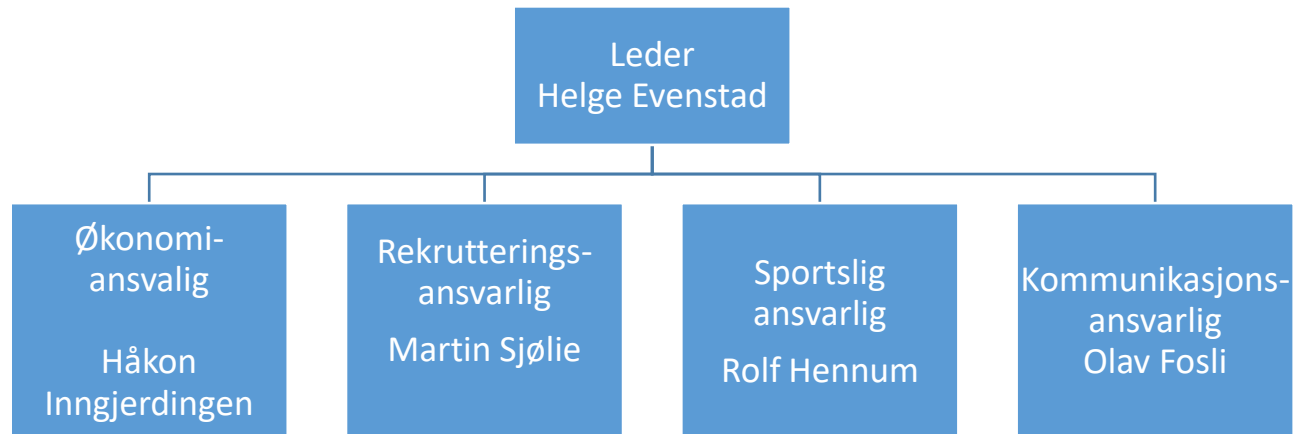 Leder
Helge Evenstad
Økonomi-
ansvalig
Håkon
Inngjerdingen
Rekrutterings-
ansvarlig
Martin Sjølie
Sportslig
ansvarlig
Rolf Hennum
Kommunikasjons-
ansvarlig
Olav Fosli